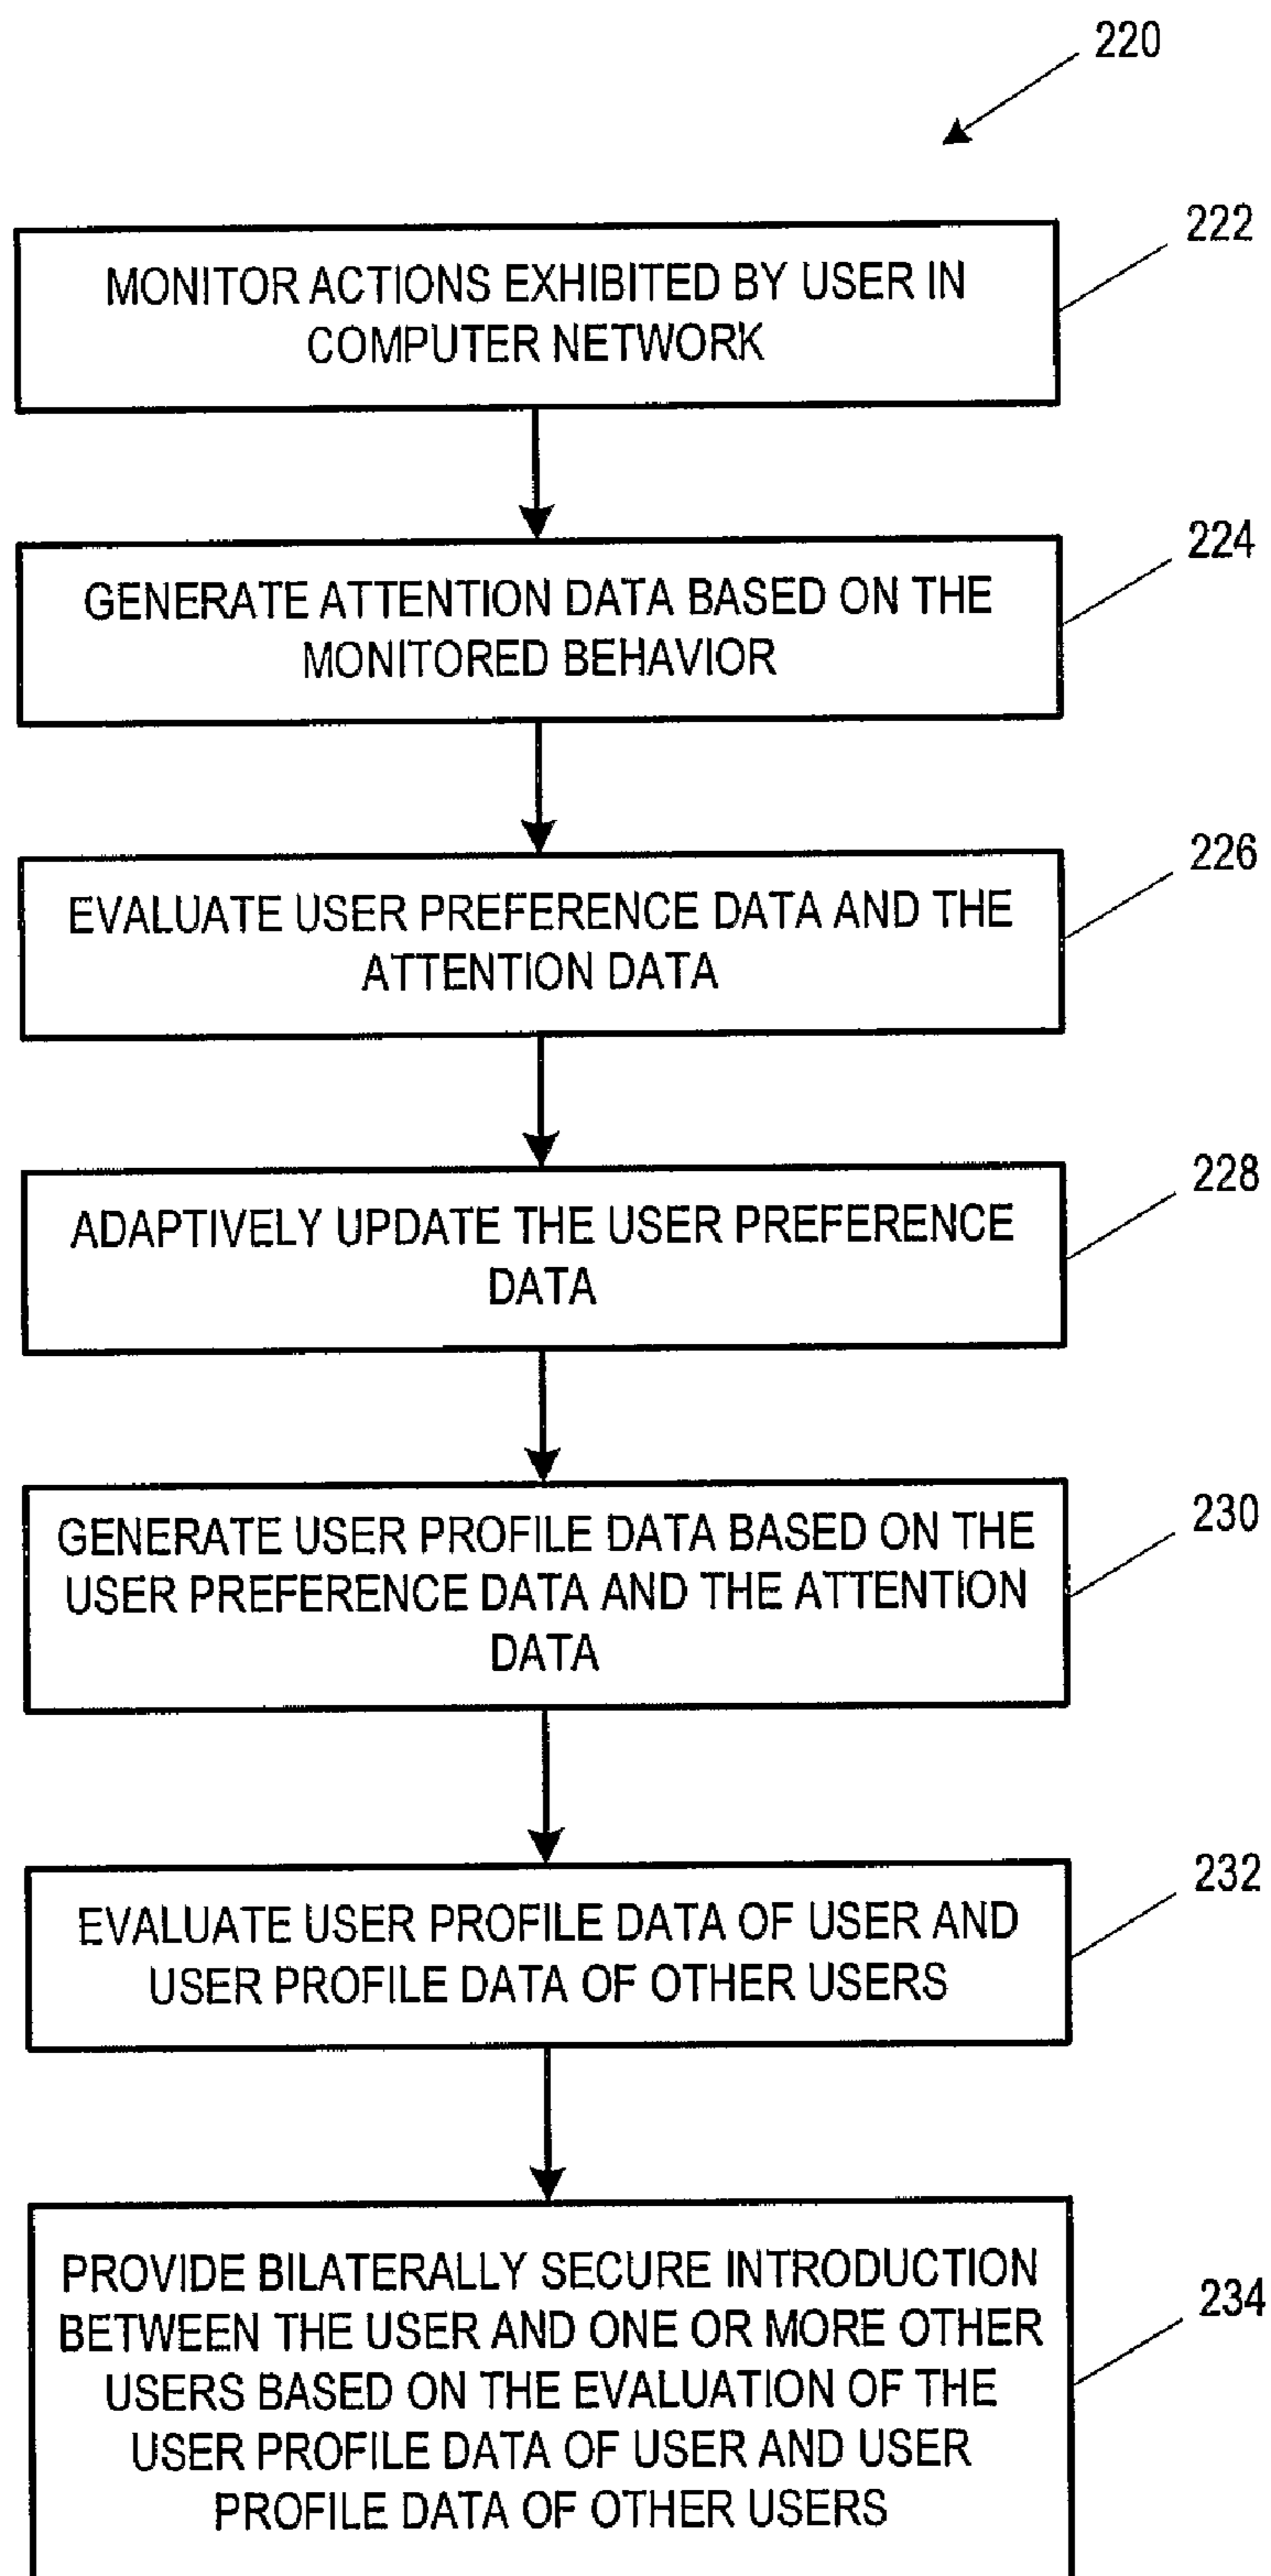 220
222
MONITOR ACTIONS EXHIBITED BY USER IN
COMPUTER NETWORK
224
GENERATE ATTENTION DATA BASED ON THE
MONITORED BEHAVIOR
226
EVALUATE USER PREFERENCE DATA AND THE
ATTENTION DATA
228
ADAPTIVELY UPDATE THE USER PREFERENCE
DATA
230
GENERATE USER PROFILE DATA BASED ON THE
USER PREFERENCE DATA AND THE ATTENTION
DATA
232
EVALUATE USER PROFILE DATA OF USER AND
USER PROFILE DATA OF OTHER USERS
234
PROVIDE BILATERALLY SECURE INTRODUCTION
BETWEEN THE USER AND ONE OR MORE OTHER
USERS BASED ON THE EVALUATION OF THE
USER PROFILE DATA OF USER AND USER
PROFILE DATA OF OTHER USERS